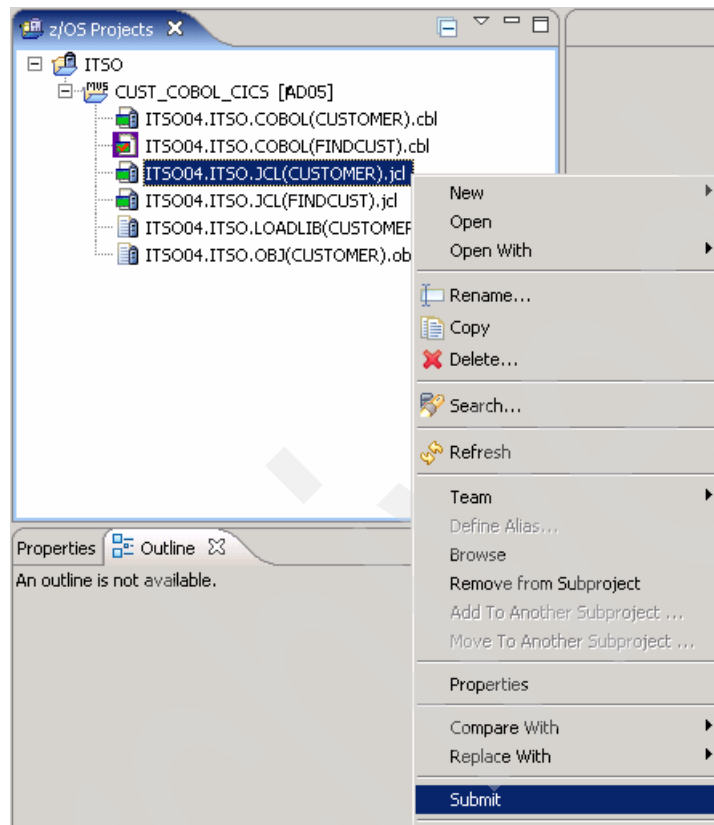 z/OS Projects
ITSO
MVS CUST_COBOL_CICS [AD05]
ITSO04.ITSO.COBOL(CUSTOMER).cbl
ITSO04.ITSO.COBOL(FINDCUST).cbl
ITSO04.ITSO.JCL(CUSTOMER).jcl
ITSO04.ITSO.JCL(FINDCUST).jcl
ITSO04.ITSO.LOADLIB(CUSTOMER
ITSO04.ITSO.OBJ(CUSTOMER).ob
New
Open
Open With
Rename...
Copy
Delete...
Search...
Refresh
Team
Define Alias...
Browse
Remove from Subproject
Add To Another Subproject ...
Move To Another Subproject ...
Properties
Compare With
Replace With
Submit
Properties Outline
An outline is not available.